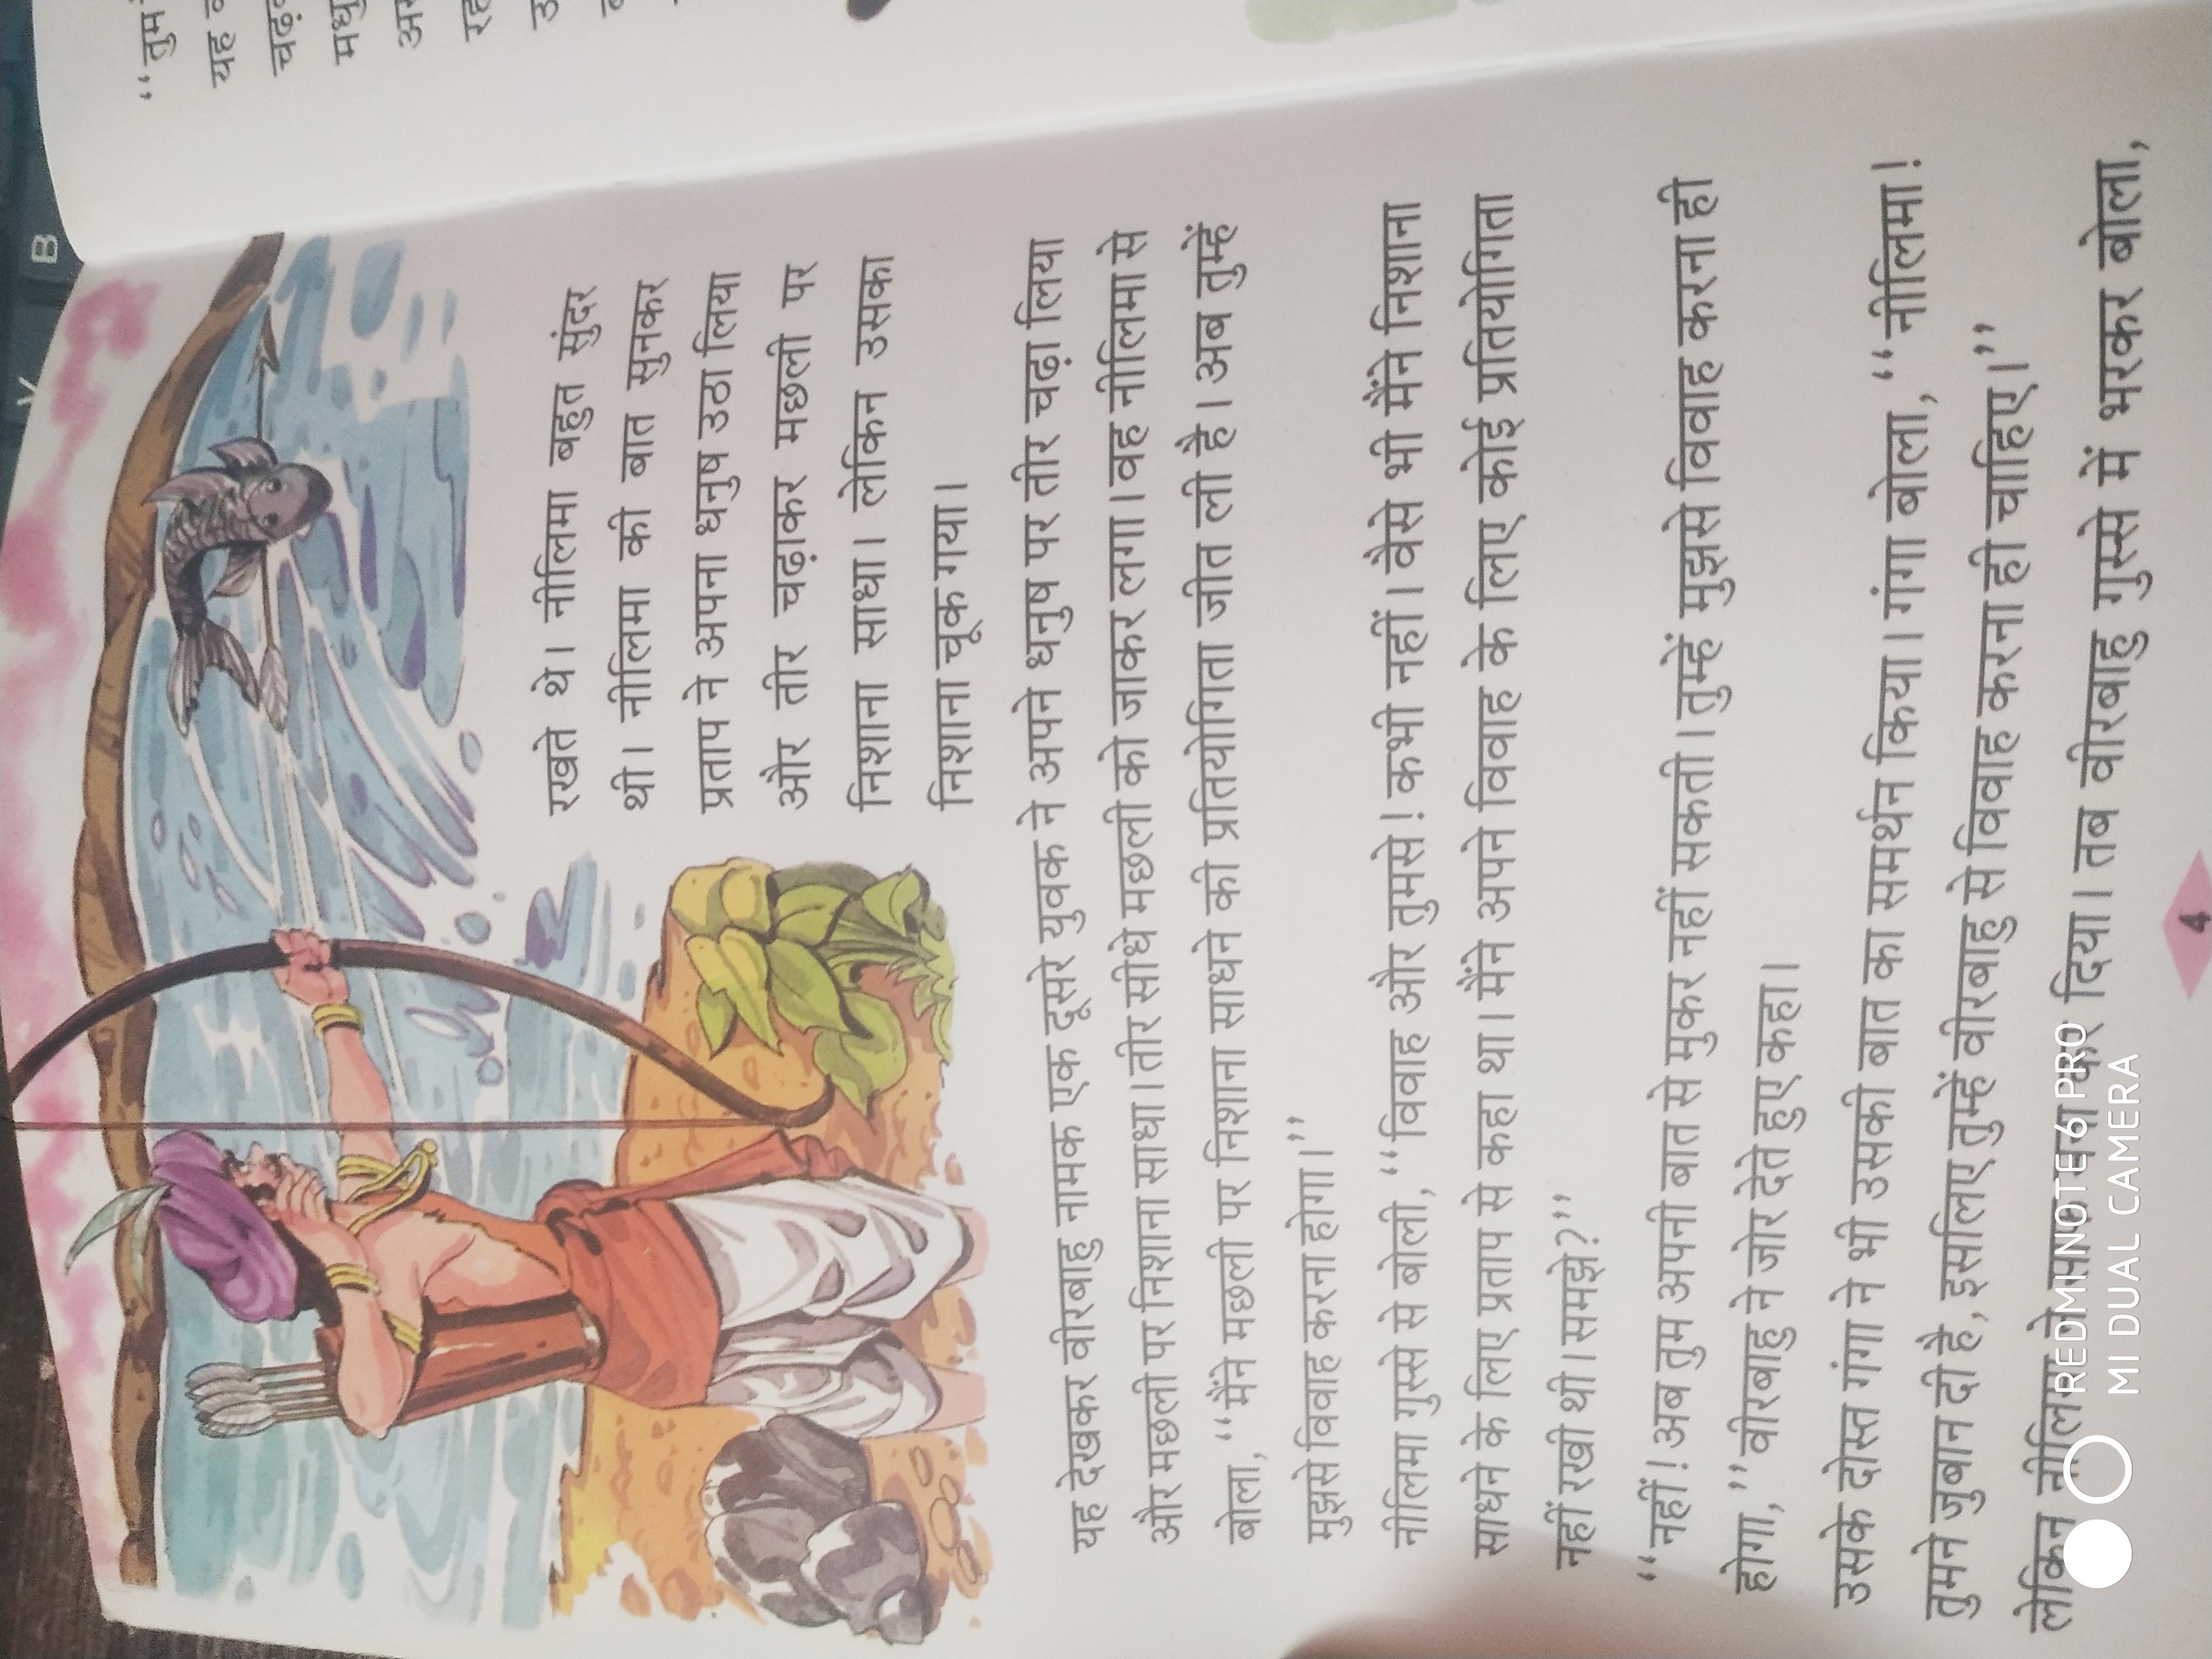 रखते थे। नीलिमा बहुत सुंदर
थी। नीलिमा की बात सुनकर
प्रताप ने अपना धनुष उठा लिया
और तीर चढ़ाकर मछली पर
निशाना साधा। लेकिन उसका
निशाना चूक गया।
यह देखकर वीरबाहु नामक एक दूसरे युवक ने अपने धनुष पर तीर चढ़ा लिया
और मछली पर निशाना साधा। तीर सीधे मछली को जाकर लगा। वह नीलिमा से
बोला, ‘‘मैंने मछली पर निशाना साधने की प्रतियोगिता जीत ली है। अब तुम्हें
मुझसे विवाह करना होगा।’’
नीलिमा गुस्से से बोली, ‘‘विवाह और तुमसे! कभी नहीं। वैसे भी मैंने निशाना
साधने के लिए प्रताप से कहा था। मैंने अपने विवाह के लिए कोई प्रतियोगिता
नहीं रखी थी। समझे?’’
‘‘नहीं! अब तुम अपनी बात से मुकर नहीं सकती। तुम्हें मुझसे विवाह करना ही
होगा,’’ वीरबाहु ने जोर देते हुए कहा।
उसके दोस्त गंगा ने भी उसकी बात का समर्थन किया। गंगा बोला, ‘‘नीलिमा!
तुमने जुबान दी है, इसलिए तुम्हें वीरबाहु से विवाह करना ही चाहिए।’’
लेकिन नीलिमा ने साफ मना कर दिया। तब वीरबाहु गुस्से में भरकर बोला,
4
‘‘तुम
यह
B
REDMI NOTE 6 PRO
MI DUAL CAMERA